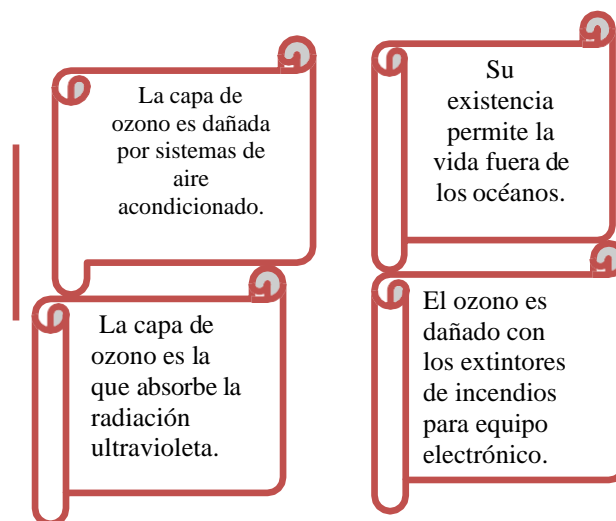 La capa de
ozono es dañada
por sistemas de
aire
acondicionado.
Su
existencia
permite la
vida fuera de
los océanos.
La capa de
ozono es la
que absorbe la
radiación
ultravioleta.
El ozono es
dañado con
los extintores
de incendios
para equipo
electrónico.